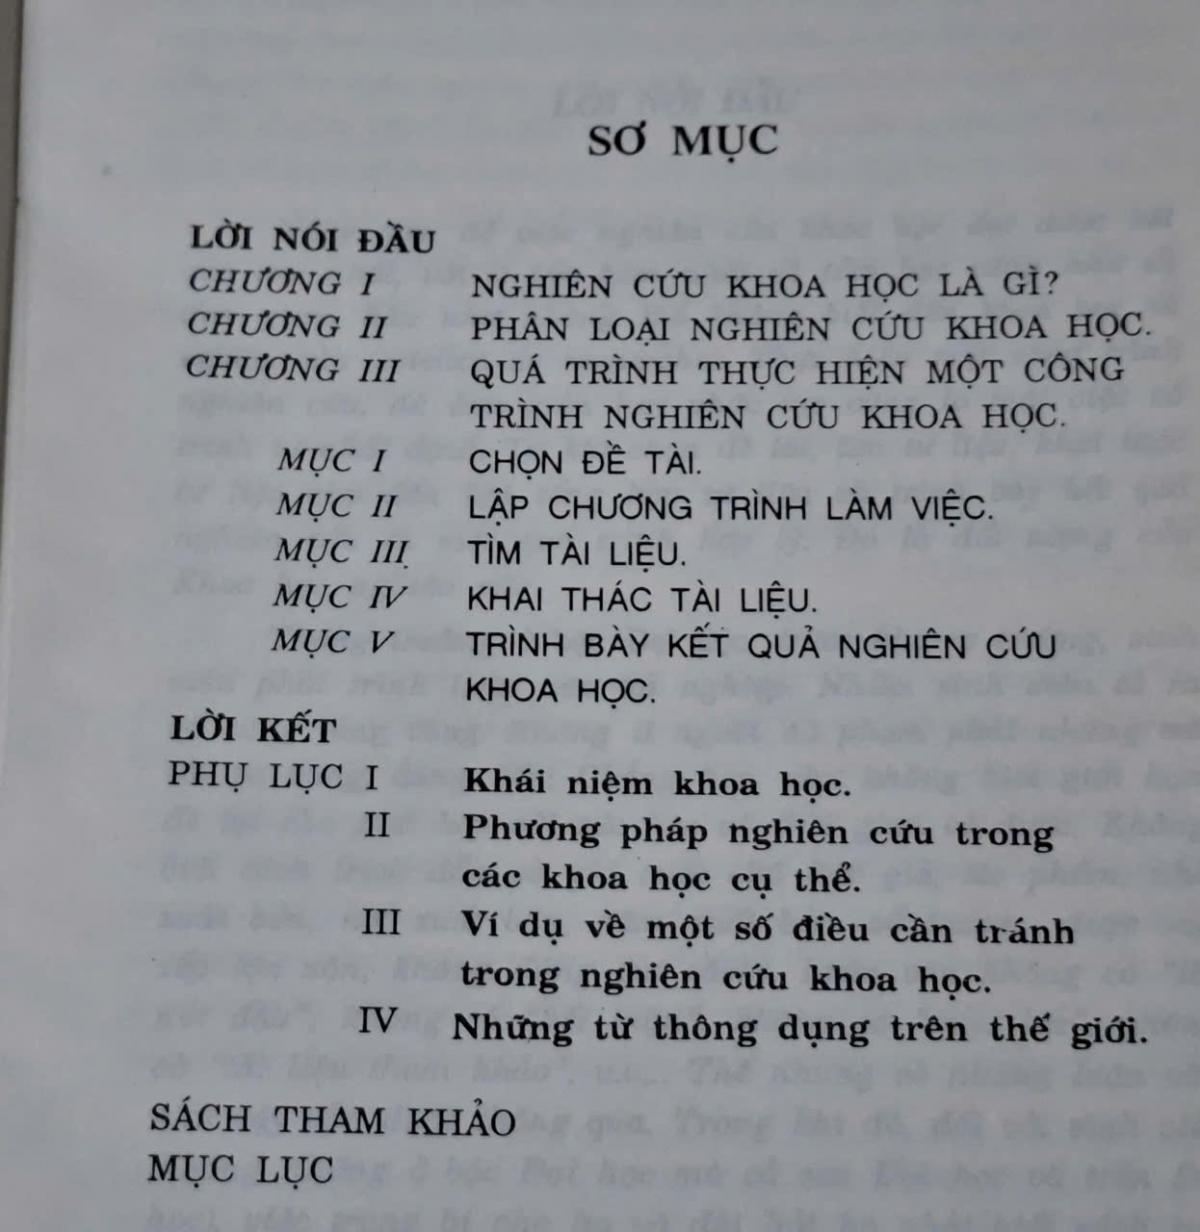 SƠ MỤC
LỜI NÓI ĐẦU
CHƯƠNG I NGHIÊN CỨU KHOA HỌC LÀ GÌ?
CHƯƠNG II PHÂN LOẠI NGHIÊN CỨU KHOA HỌC.
CHƯƠNG III QUÁ TRÌNH THỰC HIỆN MỘT CÔNG
TRÌNH NGHIÊN CỨU KHOA HỌC.
MỤC I CHỌN ĐỀ TÀI.
MỤC II LẬP CHƯƠNG TRÌNH LÀM VIỆC.
MỤC III TÌM TÀI LIỆU.
MỤC IV KHAI THÁC TÀI LIỆU.
MỤC V TRÌNH BÀY KẾT QUẢ NGHIÊN CỨU
KHOA HỌC.
LỜI KẾT
PHỤ LỤC I Khái niệm khoa học.
II Phương pháp nghiên cứu trong
các khoa học cụ thể.
III Ví dụ về một số điều cần tránh
trong nghiên cứu khoa học.
IV Những từ thông dụng trên thế giới.
SÁCH THAM KHẢO
MỤC LỤC